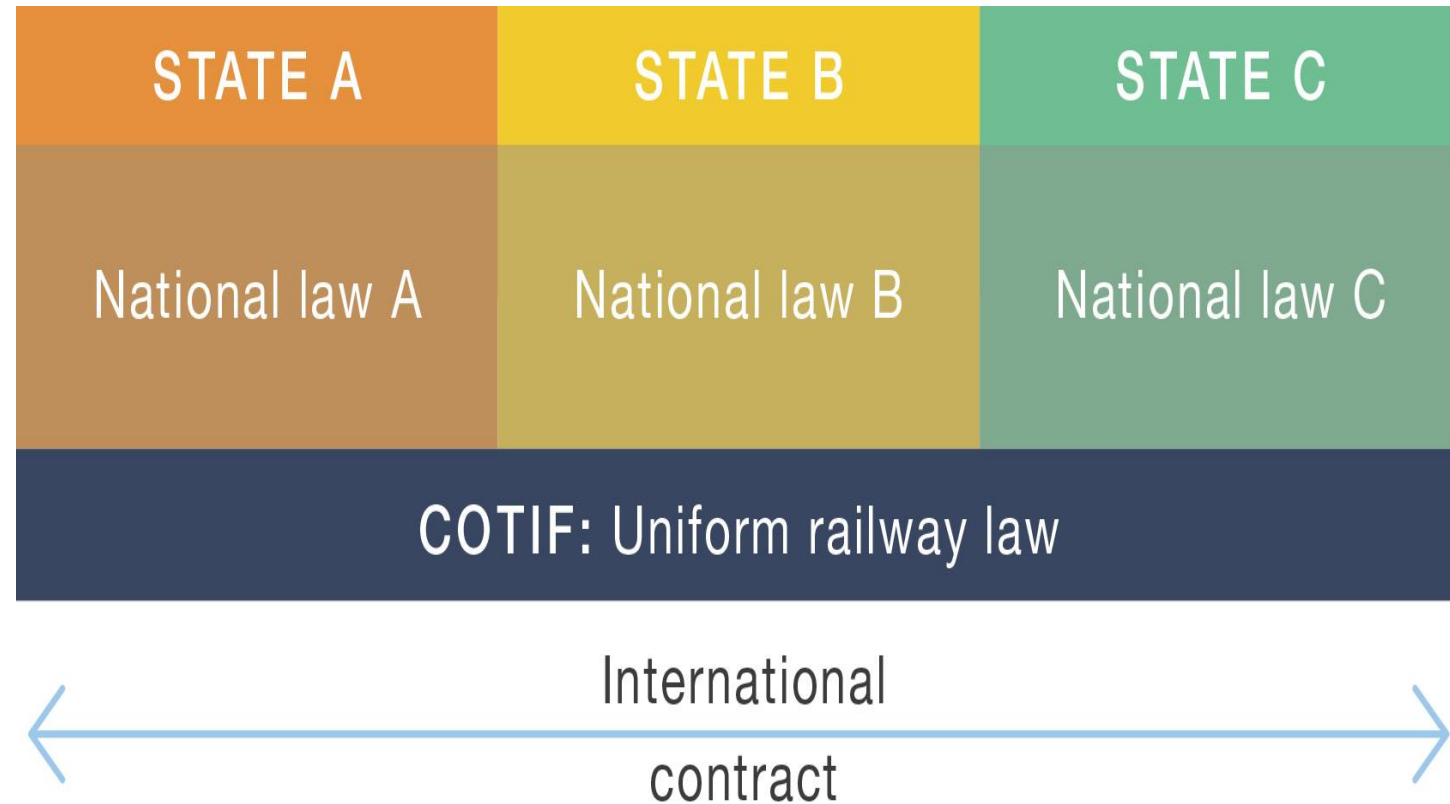 STATE A
STATE B
STATE C
National law A
National law B
National law C
COTIF: Uniform railway law
International
contract